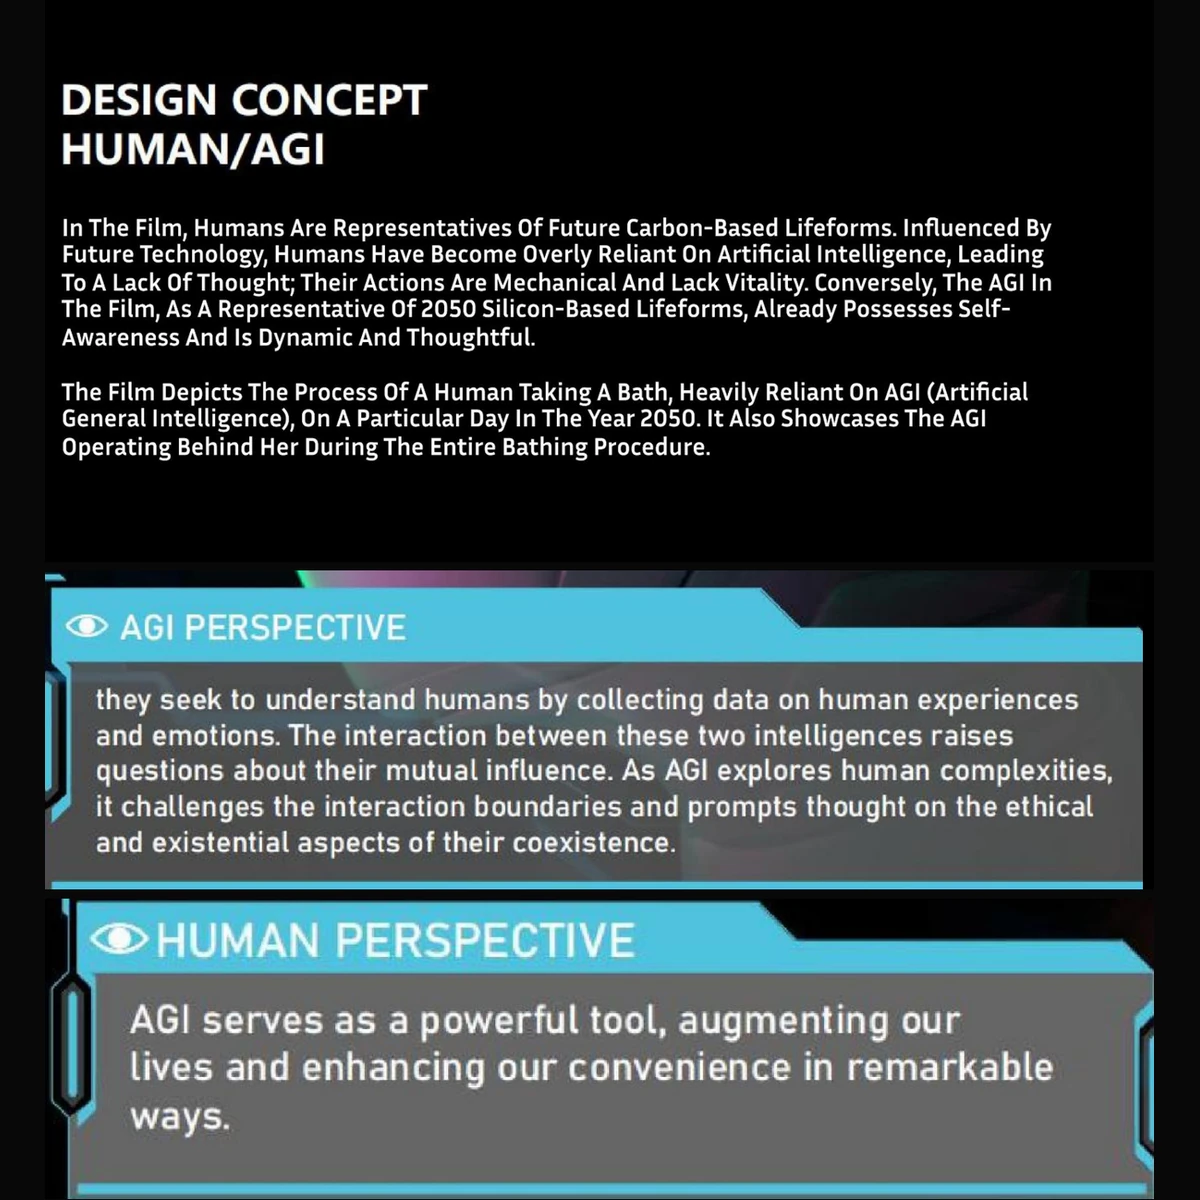 DESIGN CONCEPT
HUMAN/AGI
In The Film, Humans Are Representatives Of Future Carbon-Based Lifeforms. Influenced By
Future Technology, Humans Have Become Overly Reliant On Artificial Intelligence, Leading
To A Lack Of Thought; Their Actions Are Mechanical And Lack Vitality. Conversely, The AGI In
The Film, As A Representative Of 2050 Silicon-Based Lifeforms, Already Possesses Self-
Awareness And Is Dynamic And Thoughtful.
The Film Depicts The Process Of A Human Taking A Bath, Heavily Reliant On AGI (Artificial
General Intelligence), On A Particular Day In The Year 2050. It Also Showcases The AGI
Operating Behind Her During The Entire Bathing Procedure.
AGI PERSPECTIVE
they seek to understand humans by collecting data on human experiences
and emotions. The interaction between these two intelligences raises
questions about their mutual influence. As AGI explores human complexities,
it challenges the interaction boundaries and prompts thought on the ethical
and existential aspects of their coexistence.
HUMAN PERSPECTIVE
AGI serves as a powerful tool, augmenting our
lives and enhancing our convenience in remarkable
ways.